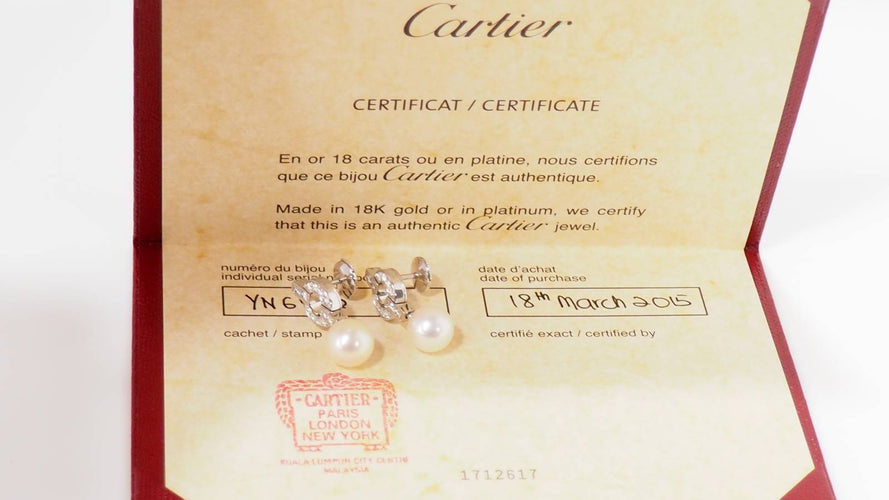 Cartier
CERTIFICAT / CERTIFICATE
En or 18 carats ou en platine, nous certifions
que ce bijou Cartier est authentique.
Made in 18K gold or in platinum, we certify
that this is an authentic Cartier jewel.
numéro du bijou
individual
date d'achat
date of purchase
18th March 2015
cachet / stamp
certifié exact / certified by
CARTIER
PARIS
LONDON
NEW YORK
KUALA LUMPUR CITY CENTRE
MALAYSIA
1712617